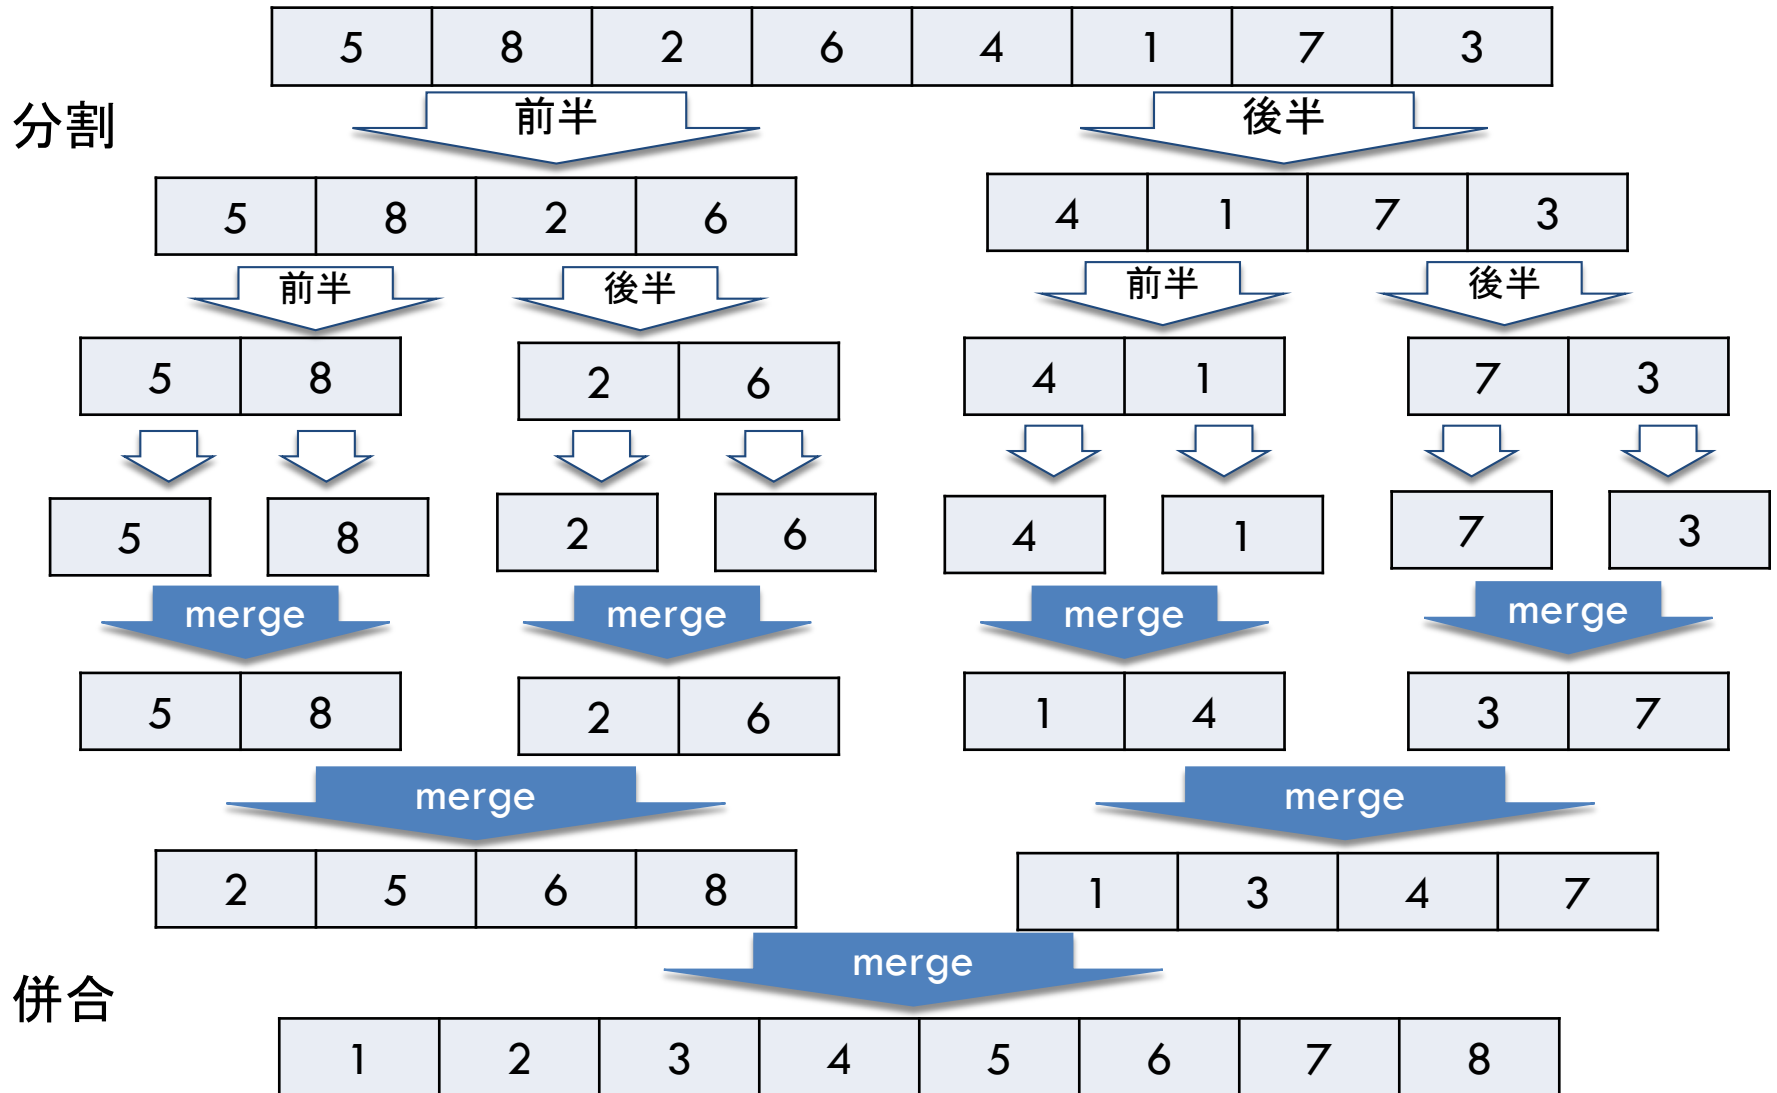 5 8 2 6 4 1 7 3
分割
前半 後半
5 8 2 6 4 1 7 3
前半 後半 前半 後半
5 8 2 6 4 1 7 3
5 8 2 6 4 1 7 3
merge merge merge merge
5 8 2 6 1 4 3 7
merge merge
2 5 6 8 1 3 4 7
merge
併合
1 2 3 4 5 6 7 8